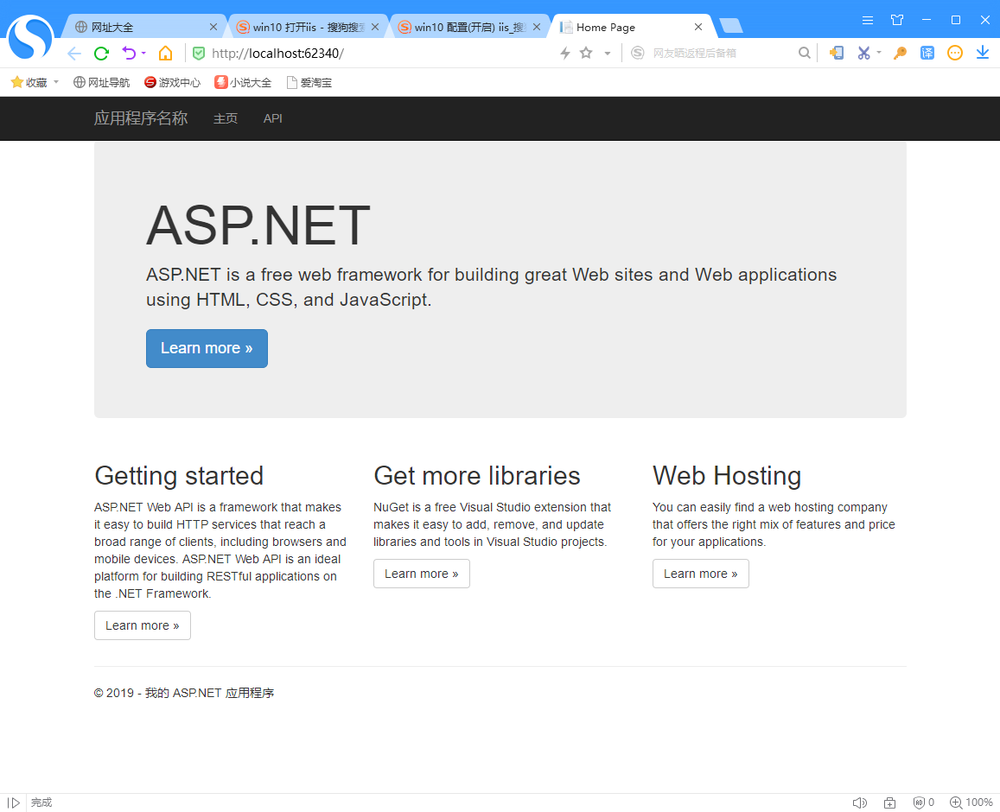 网址大全
win10 打开iis - 搜狗搜索
win10 配置(开启) iis_搜
Home Page
http://localhost:62340/
网友晒返程后备箱
译
收藏
网址导航
游戏中心
小说大全
爱淘宝
应用程序名称
主页
API
ASP.NET
ASP.NET is a free web framework for building great Web sites and Web applications
using HTML, CSS, and JavaScript.
Learn more »
Getting started
ASP.NET Web API is a framework that makes
it easy to build HTTP services that reach a
broad range of clients, including browsers and
mobile devices. ASP.NET Web API is an ideal
platform for building RESTful applications on
the .NET Framework.
Learn more »
Get more libraries
NuGet is a free Visual Studio extension that
makes it easy to add, remove, and update
libraries and tools in Visual Studio projects.
Learn more »
Web Hosting
You can easily find a web hosting company
that offers the right mix of features and price
for your applications.
Learn more »
© 2019 - 我的 ASP.NET 应用程序
完成
AD 0
100%